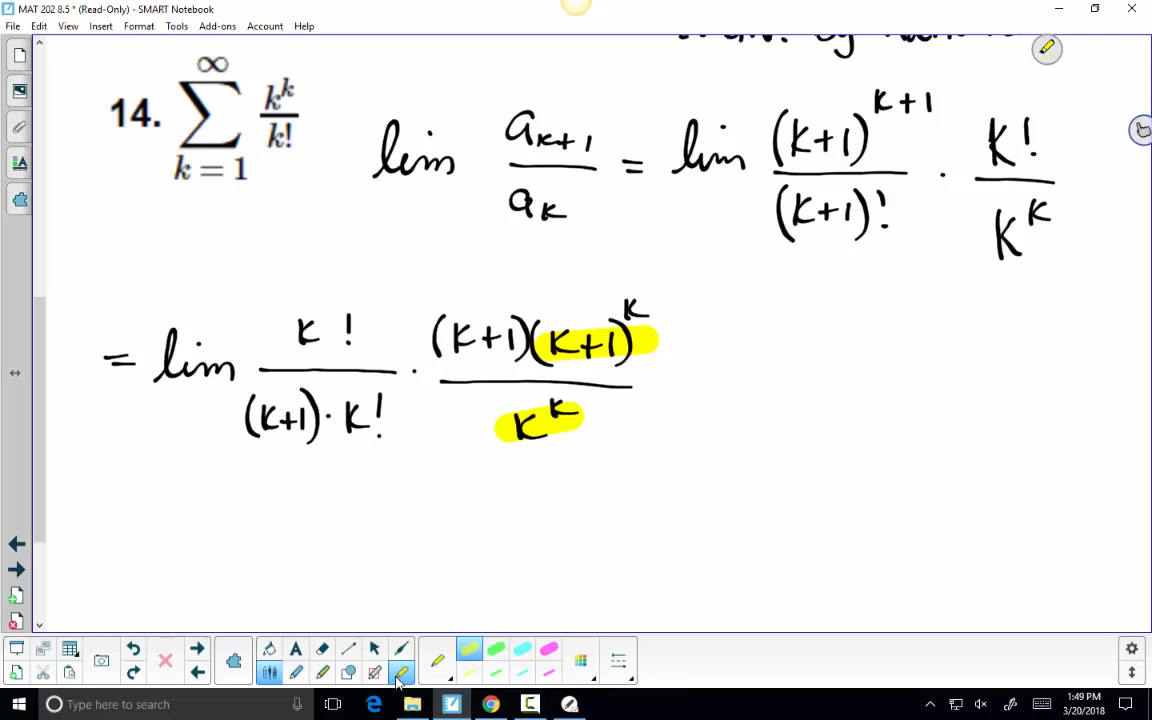 MAT 202 8.5 * (Read-Only) - SMART Notebook
File Edit View Insert Format Tools Add-ons Account Help
14. ∞ ∑ k = 1 k^k / k!
lim a_{k+1} / a_k = lim (k+1)^{k+1} / (k+1)! · k! / k^k
= lim k! / (k+1)·k! · (k+1)(k+1)^k / k^k
Type here to search
1:49 PM
3/20/2018